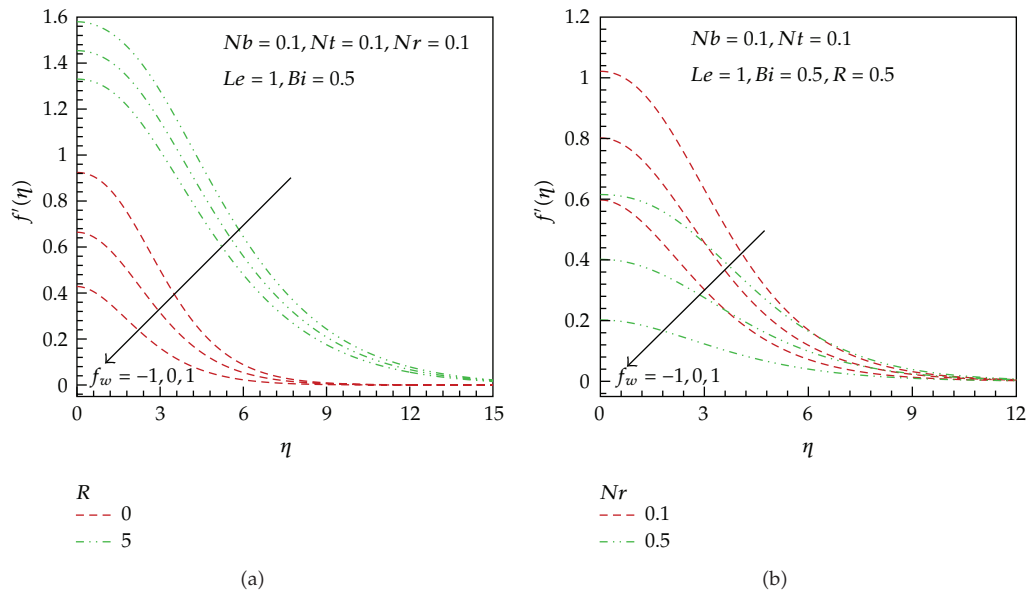 1.6
1.4
1.2
1
0.8
0.6
0.4
0.2
0
f′(η)
Nb = 0.1, Nt = 0.1, Nr = 0.1
Le = 1, Bi = 0.5
f_w = −1, 0, 1
0 3 6 9 12 15
η
R
0
5
(a)
1.2
1
0.8
0.6
0.4
0.2
0
f′(η)
Nb = 0.1, Nt = 0.1
Le = 1, Bi = 0.5, R = 0.5
f_w = −1, 0, 1
0 3 6 9 12
η
Nr
0.1
0.5
(b)